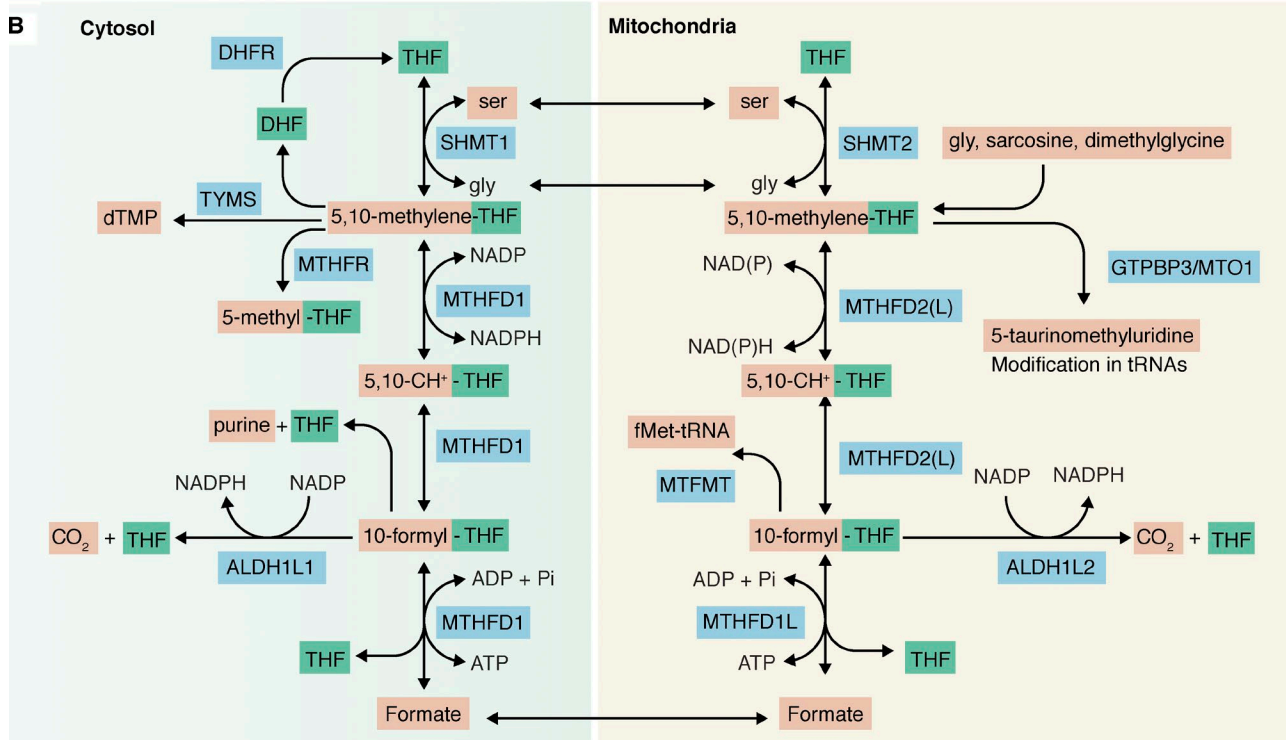 B
Cytosol
DHFR
THF
DHF
ser
SHMT1
gly
TYMS
dTMP
5,10-methylene-THF
MTHFR
5-methyl -THF
NADP
MTHFD1
NADPH
5,10-CH⁺ - THF
purine + THF
MTHFD1
NADPH
NADP
CO₂ + THF
ALDH1L1
10-formyl - THF
ADP + Pi
MTHFD1
THF
ATP
Formate
Mitochondria
THF
ser
SHMT2
gly
gly, sarcosine, dimethylglycine
5,10-methylene-THF
NAD(P)
MTHFD2(L)
NAD(P)H
GTPBP3/MTO1
5-taurinomethyluridine
Modification in tRNAs
5,10-CH⁺ - THF
fMet-tRNA
MTHFD2(L)
MTFMT
NADP
NADPH
10-formyl - THF
ALDH1L2
CO₂ + THF
ADP + Pi
MTHFD1L
ATP
THF
Formate